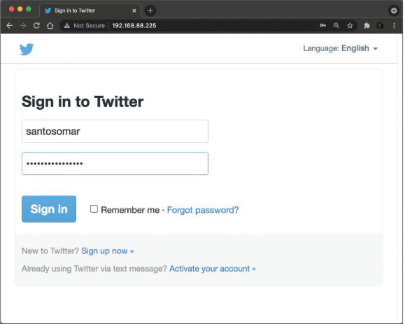 Sign in to Twitter
Not Secure 192.168.88.225
Language: English
Sign in to Twitter
santosomar
•••••••••••••••
Sign in Remember me · Forgot password?
New to Twitter? Sign up now »
Already using Twitter via text message? Activate your account »